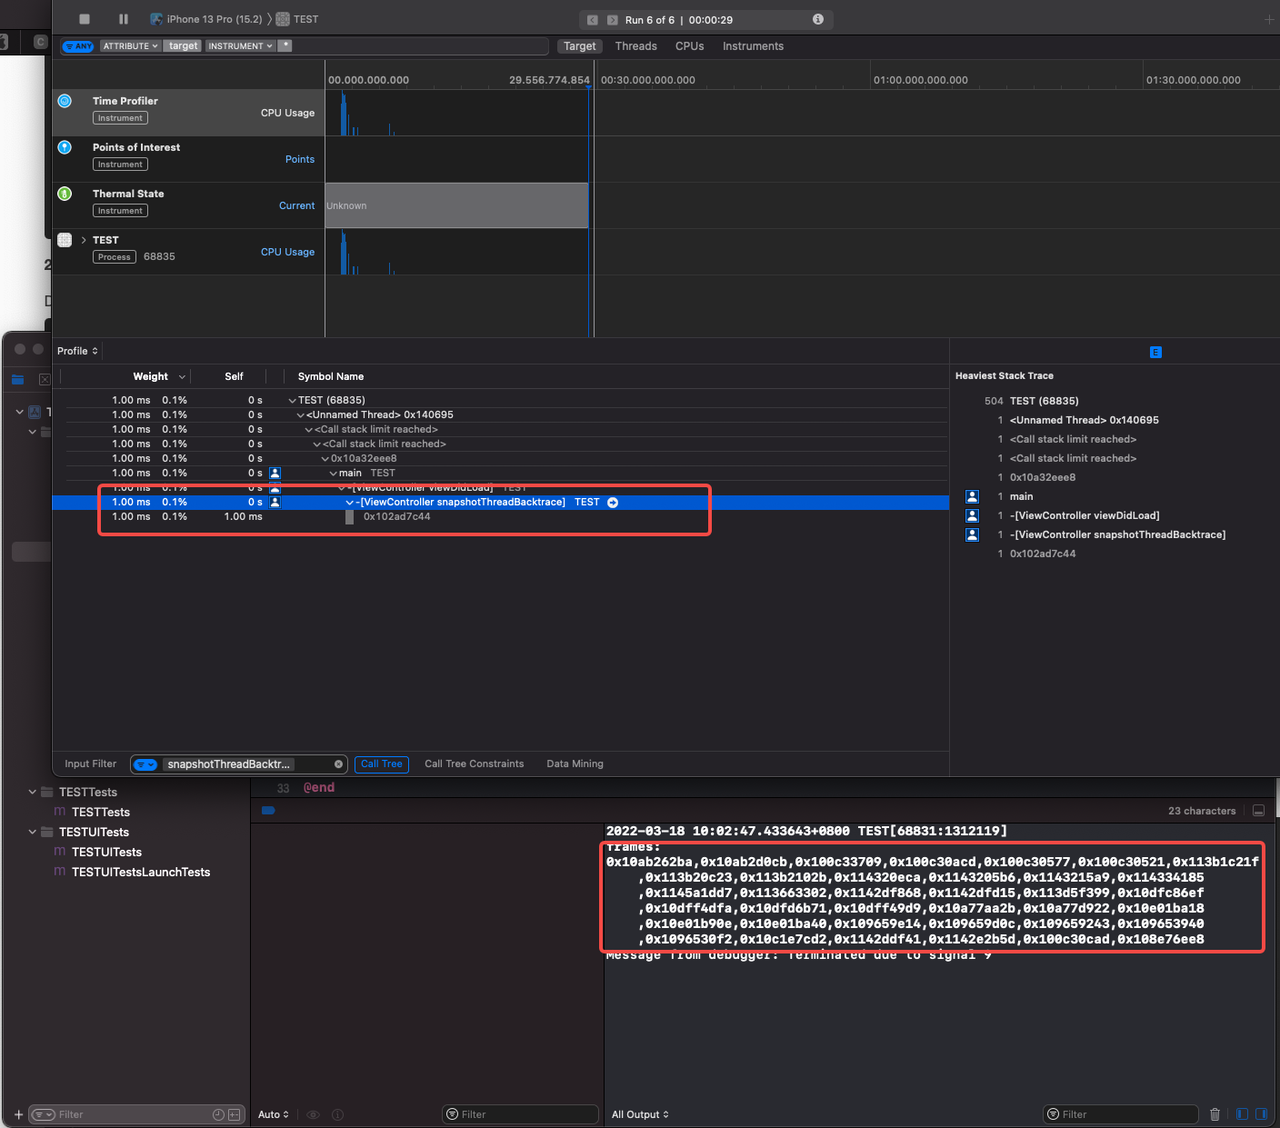 iPhone 13 Pro (15.2) 〉 TEST
Run 6 of 6 | 00:00:29
ANY ATTRIBUTE target INSTRUMENT *
Target Threads CPUs Instruments
C
00.000.000.000 29.556.774.854 00:30.000.000.000 01:00.000.000.000 01:30.000.000.000
Time Profiler
Instrument
CPU Usage
Points of Interest
Instrument
Points
Thermal State
Instrument
Current
Unknown
TEST
Process 68835
CPU Usage
Profile
Weight Self Symbol Name
1.00 ms 0.1% 0 s TEST (68835)
1.00 ms 0.1% 0 s <Unnamed Thread> 0x140695
1.00 ms 0.1% 0 s <Call stack limit reached>
1.00 ms 0.1% 0 s <Call stack limit reached>
1.00 ms 0.1% 0 s 0x10a32eee8
1.00 ms 0.1% 0 s main TEST
-[ViewController viewDidLoad] TEST
1.00 ms 0.1% 0 s -[ViewController snapshotThreadBacktrace] TEST
1.00 ms 0.1% 1.00 ms 0x102ad7c44
E
Heaviest Stack Trace
504 TEST (68835)
1 <Unnamed Thread> 0x140695
1 <Call stack limit reached>
1 <Call stack limit reached>
1 0x10a32eee8
1 main
1 -[ViewController viewDidLoad]
1 -[ViewController snapshotThreadBacktrace]
1 0x102ad7c44
Input Filter snapshotThreadBacktr... Call Tree Call Tree Constraints Data Mining
TESTTests
m TESTTests
TESTUITests
m TESTUITests
m TESTUITestsLaunchTests
33 @end
23 characters
2022-03-18 10:02:47.433643+0800 TEST[68831:1312119]
frames:
0x10ab262ba,0x10ab2d0cb,0x100c33709,0x100c30acd,0x100c30577,0x100c30521,0x113b1c21f
,0x113b20c23,0x113b2102b,0x114320eca,0x1143205b6,0x1143215a9,0x114334185
,0x1145a1dd7,0x113663302,0x1142df868,0x1142dfd15,0x113d5f399,0x10dfc86ef
,0x10dff4dfa,0x10dfd6b71,0x10dff49d9,0x10a77aa2b,0x10a77d922,0x10e01ba18
,0x10e01b90e,0x10e01ba40,0x109659e14,0x109659d0c,0x109659243,0x109653940
,0x1096530f2,0x10c1e7cd2,0x1142ddf41,0x1142e2b5d,0x100c30cad,0x108e76ee8
Message from debugger: Terminated due to signal 9
Filter
Auto
Filter
All Output
Filter